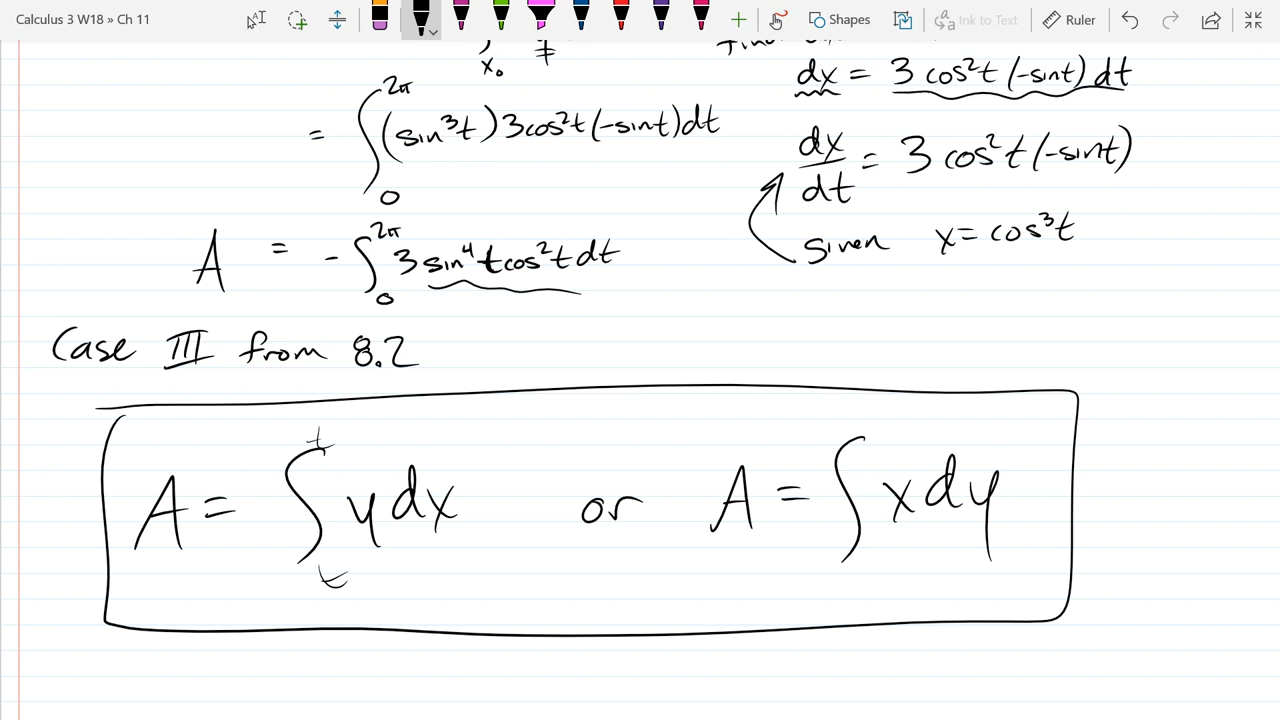 Calculus 3 W18 » Ch 11
Shapes
Ink to Text
Ruler
x₀
dx = 3 cos²t (-sint) dt
= ∫₀^2π (sin³t) 3cos²t (-sint) dt
dx/dt = 3 cos²t (-sint)
given x = cos³t
A = -∫₀^2π 3 sin⁴t cos²t dt
Case III from 8.2
A = ∫ₜ^t y dx or A = ∫ x dy